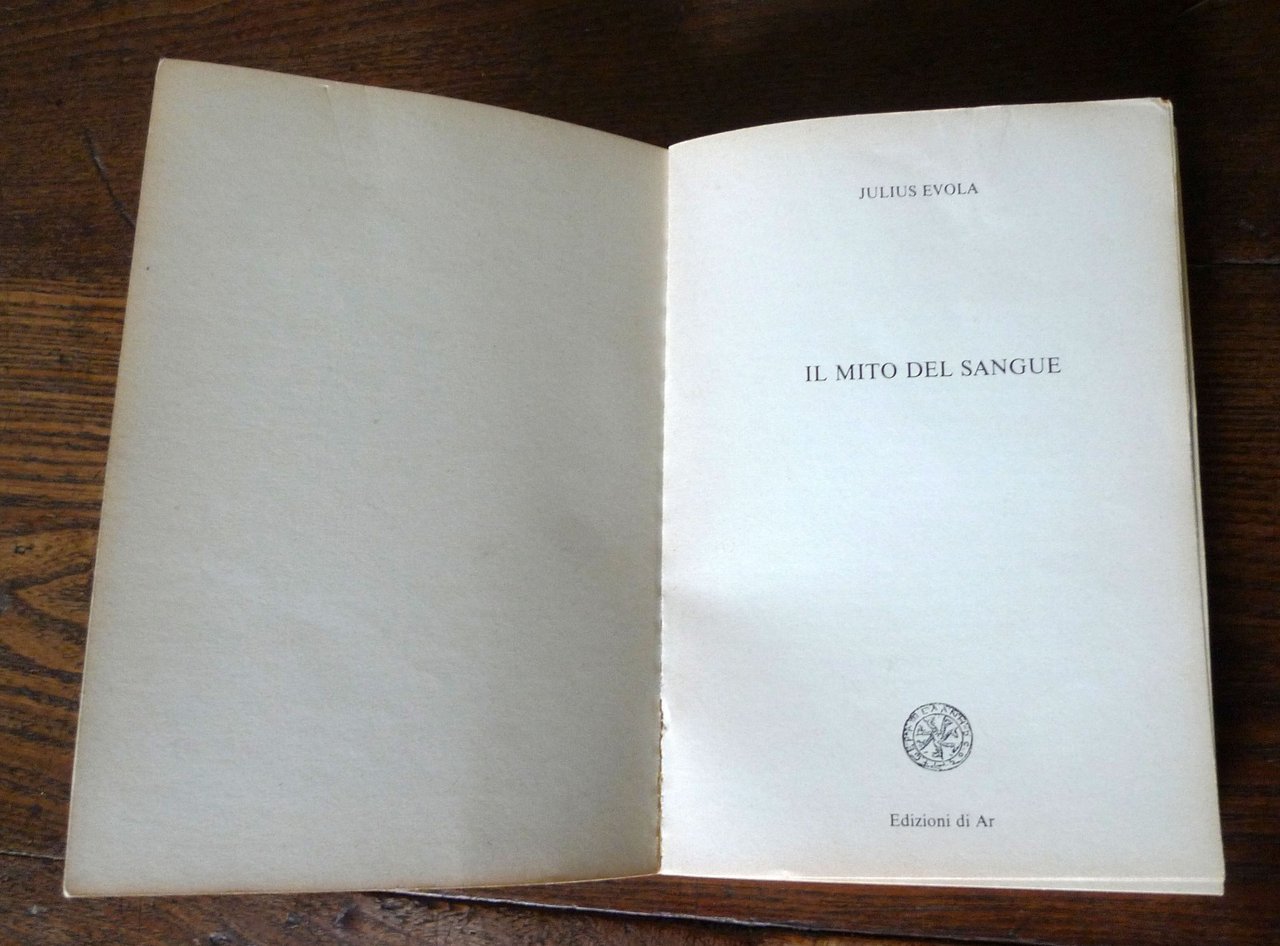 JULIUS EVOLA
IL MITO DEL SANGUE
Edizioni di Ar